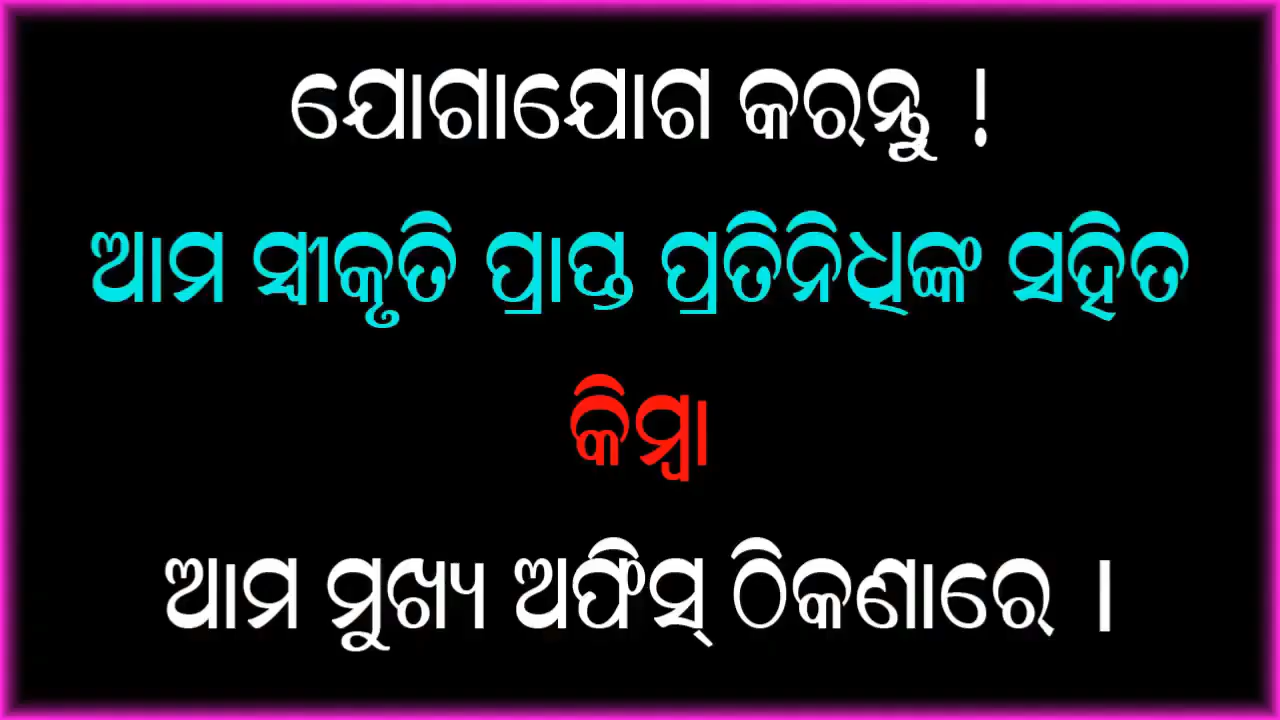 ଯୋଗାଯୋଗ କରନ୍ତୁ !
ଆମ ସ୍ୱୀକୃତି ପ୍ରାପ୍ତ ପ୍ରତିନିଧିଙ୍କ ସହିତ
କିମ୍ବା
ଆମ ମୁଖ୍ୟ ଅଫିସ୍ ଠିକଣାରେ ।